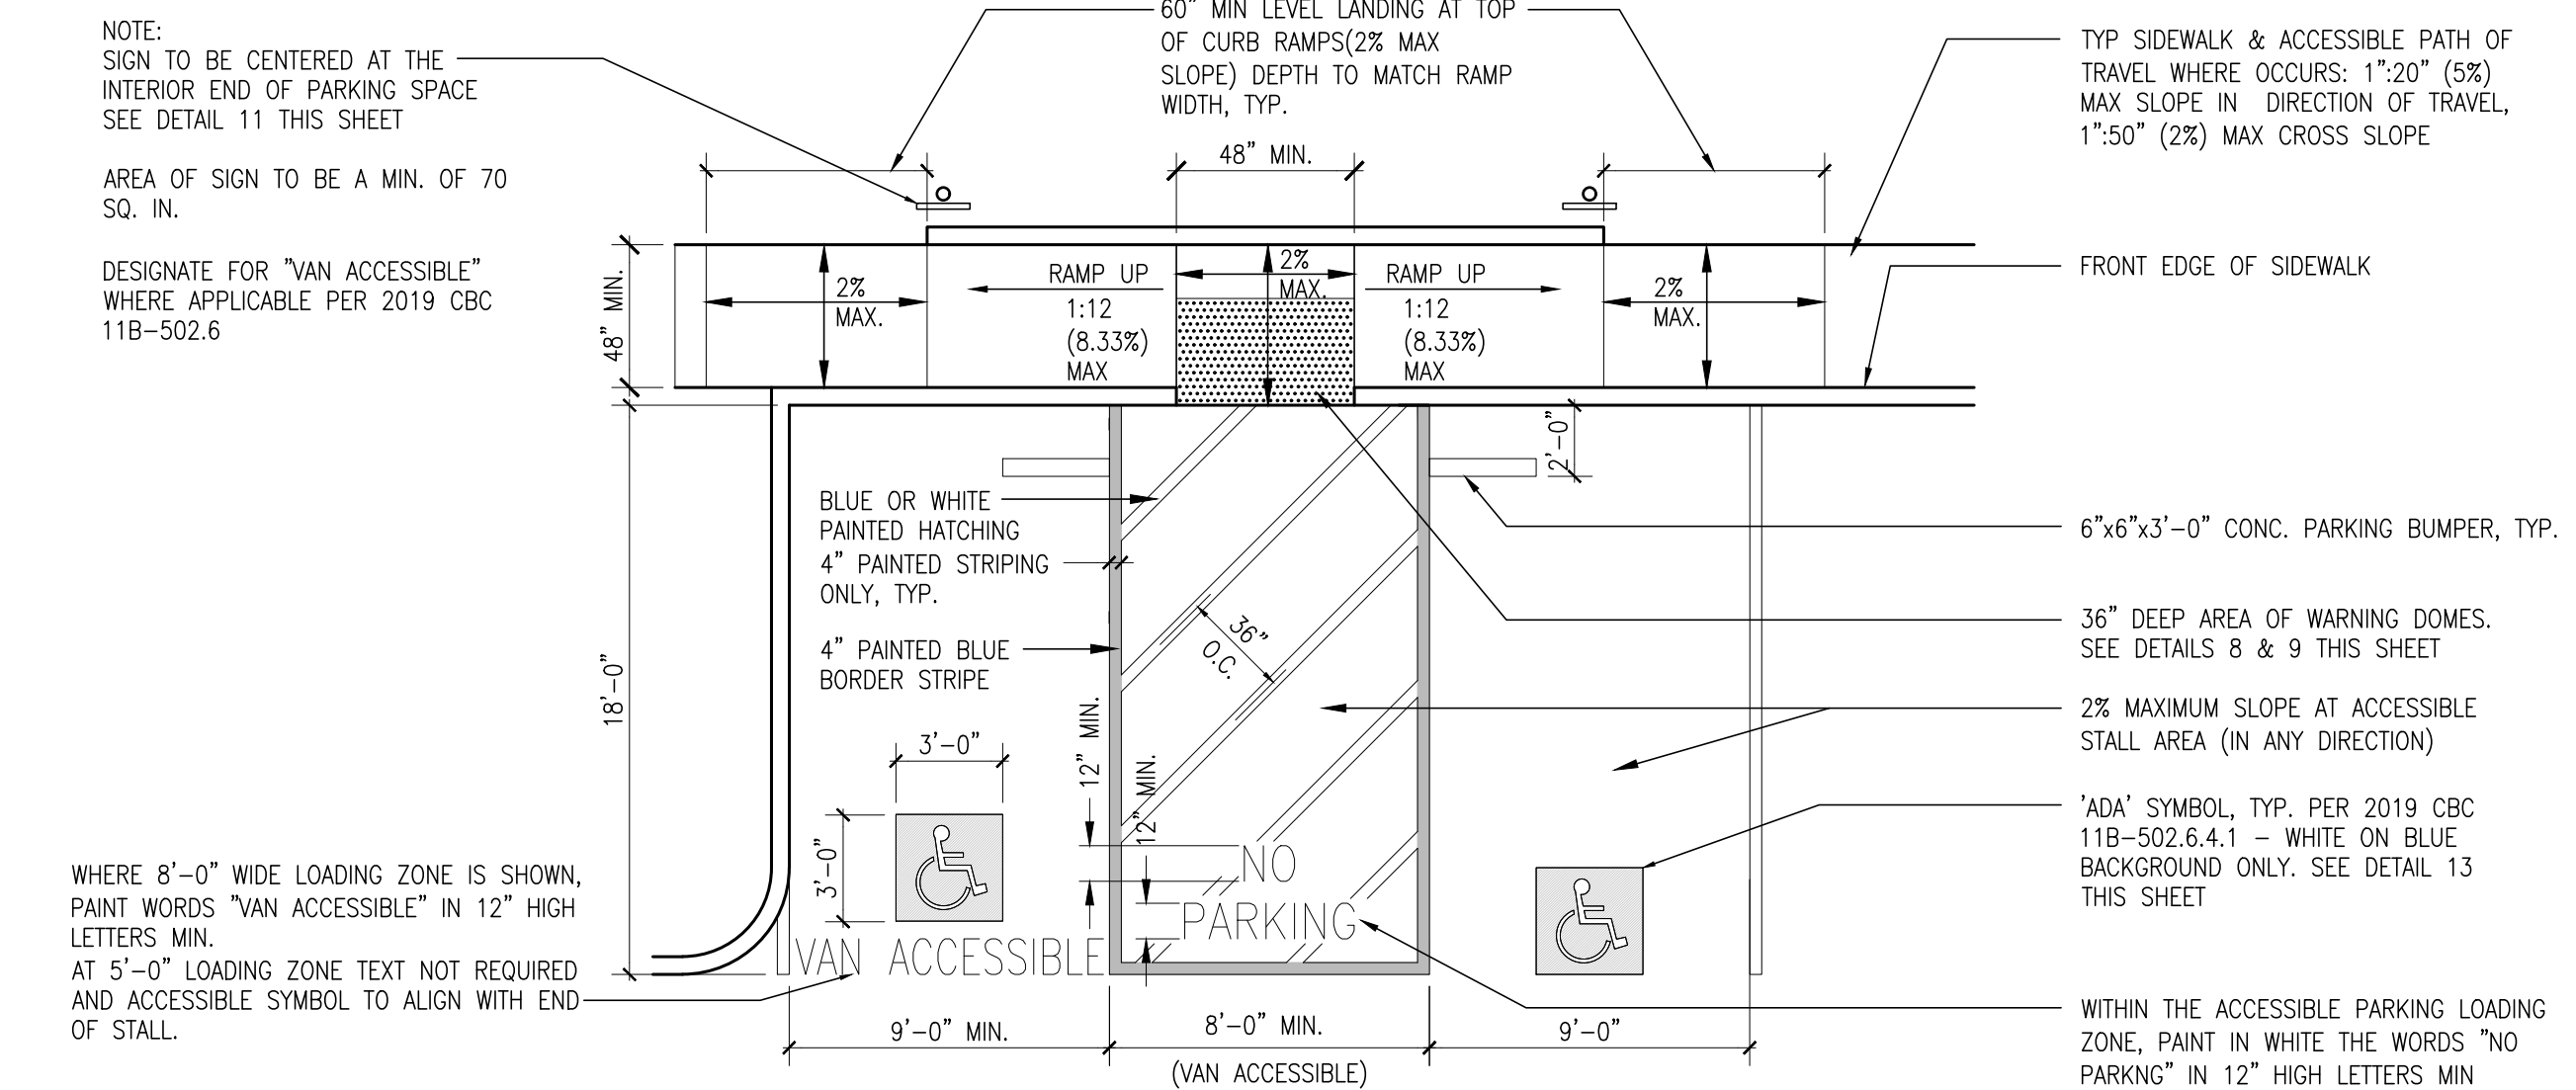 NOTE:
SIGN TO BE CENTERED AT THE
INTERIOR END OF PARKING SPACE
SEE DETAIL 11 THIS SHEET
AREA OF SIGN TO BE A MIN. OF 70
SQ. IN.
DESIGNATE FOR "VAN ACCESSIBLE"
WHERE APPLICABLE PER 2019 CBC
11B-502.6
60" MIN LEVEL LANDING AT TOP
OF CURB RAMPS(2% MAX
SLOPE) DEPTH TO MATCH RAMP
WIDTH, TYP.
48" MIN.
TYP SIDEWALK & ACCESSIBLE PATH OF
TRAVEL WHERE OCCURS: 1":20" (5%)
MAX SLOPE IN DIRECTION OF TRAVEL,
1":50" (2%) MAX CROSS SLOPE
FRONT EDGE OF SIDEWALK
48" MIN.
2%
MAX.
RAMP UP
1:12
(8.33%)
MAX
2%
MAX.
RAMP UP
1:12
(8.33%)
MAX
2%
MAX.
18'-0"
2'-0"
BLUE OR WHITE
PAINTED HATCHING
4" PAINTED STRIPING
ONLY, TYP.
4" PAINTED BLUE
BORDER STRIPE
36"
O.C.
6"x6"x3'-0" CONC. PARKING BUMPER, TYP.
36" DEEP AREA OF WARNING DOMES.
SEE DETAILS 8 & 9 THIS SHEET
2% MAXIMUM SLOPE AT ACCESSIBLE
STALL AREA (IN ANY DIRECTION)
'ADA' SYMBOL, TYP. PER 2019 CBC
11B-502.6.4.1 - WHITE ON BLUE
BACKGROUND ONLY. SEE DETAIL 13
THIS SHEET
3'-0"
3'-0"
12" MIN.
12" MIN.
NO
PARKING
VAN ACCESSIBLE
WHERE 8'-0" WIDE LOADING ZONE IS SHOWN,
PAINT WORDS "VAN ACCESSIBLE" IN 12" HIGH
LETTERS MIN.
AT 5'-0" LOADING ZONE TEXT NOT REQUIRED
AND ACCESSIBLE SYMBOL TO ALIGN WITH END
OF STALL.
9'-0" MIN.
8'-0" MIN.
(VAN ACCESSIBLE)
9'-0"
WITHIN THE ACCESSIBLE PARKING LOADING
ZONE, PAINT IN WHITE THE WORDS "NO
PARKNG" IN 12" HIGH LETTERS MIN